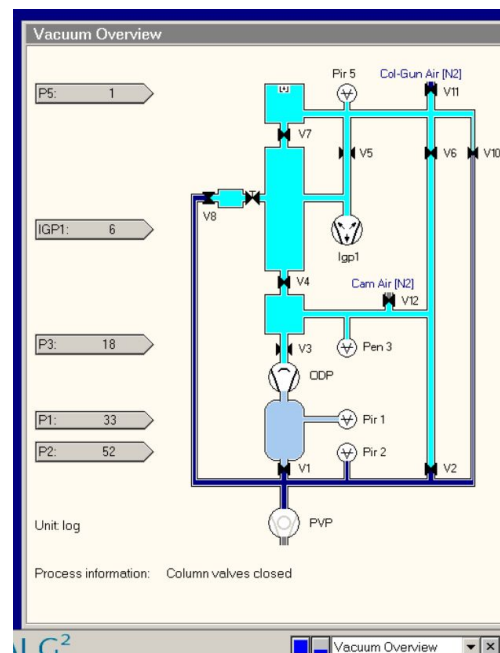 Vacuum Overview
Pir 5
Col-Gun Air [N2]
P5: 1
V11
V7
V5
V6
V10
V8
IGP1: 6
Igp1
V4
Cam Air [N2]
V12
P3: 18
V3
Pen 3
ODP
P1: 33
Pir 1
P2: 52
Pir 2
V1
V2
Unit: log
PVP
Process information: Column valves closed
ALG²
Vacuum Overview